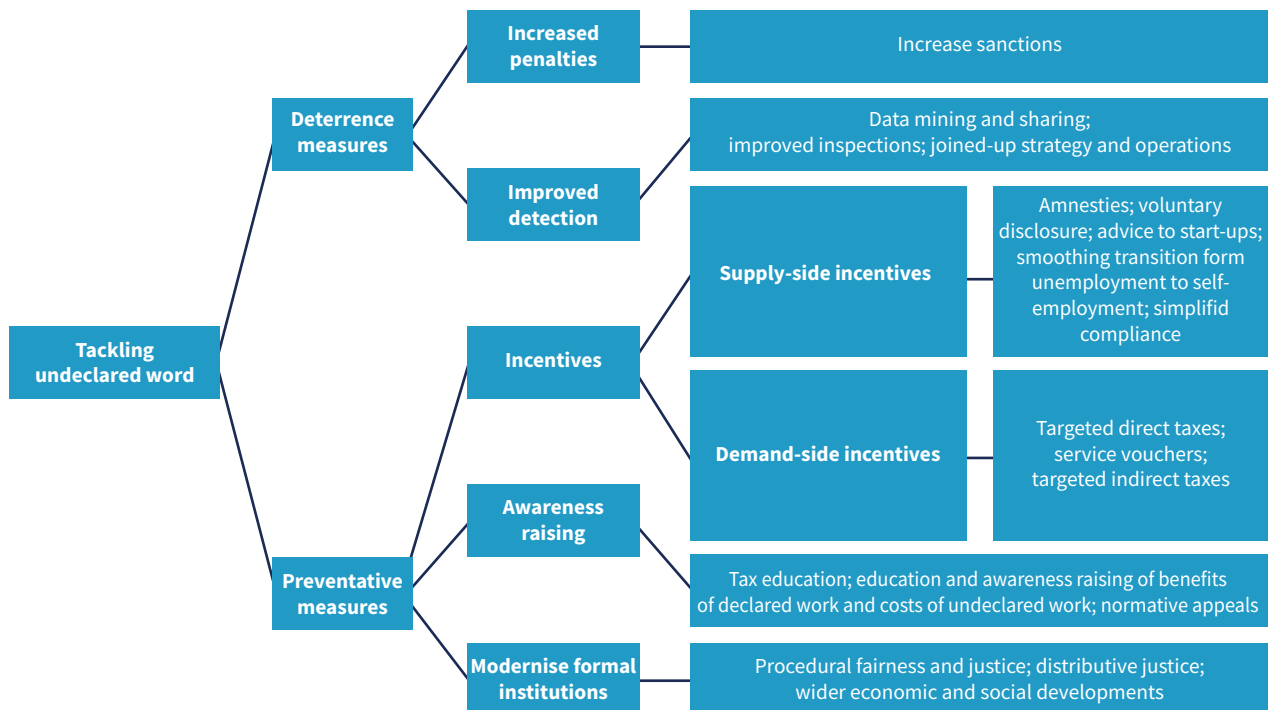 Increased
penalties
Increase sanctions
Deterrence
measures
Data mining and sharing;
improved inspections; joined-up strategy and operations
Improved
detection
Supply-side incentives
Amnesties; voluntary
disclosure; advice to start-ups;
smoothing transition form
unemployment to self-
employment; simplifid
compliance
Tackling
undeclared word
Incentives
Demand-side incentives
Targeted direct taxes;
service vouchers;
targeted indirect taxes
Awareness
raising
Preventative
measures
Tax education; education and awareness raising of benefits
of declared work and costs of undeclared work; normative appeals
Modernise formal
institutions
Procedural fairness and justice; distributive justice;
wider economic and social developments